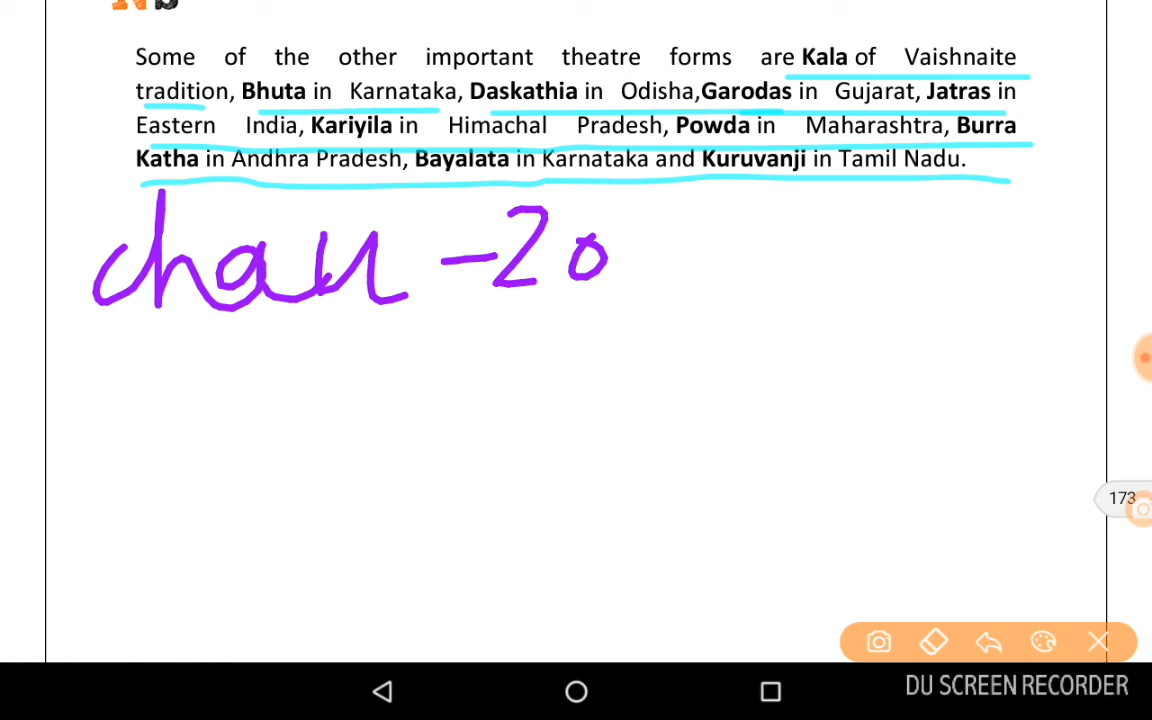 Some of the other important theatre forms are Kala of Vaishnaite
tradition, Bhuta in Karnataka, Daskathia in Odisha,Garodas in Gujarat, Jatras in
Eastern India, Kariyila in Himachal Pradesh, Powda in Maharashtra, Burra
Katha in Andhra Pradesh, Bayalata in Karnataka and Kuruvanji in Tamil Nadu.
chau -20
173
DU SCREEN RECORDER